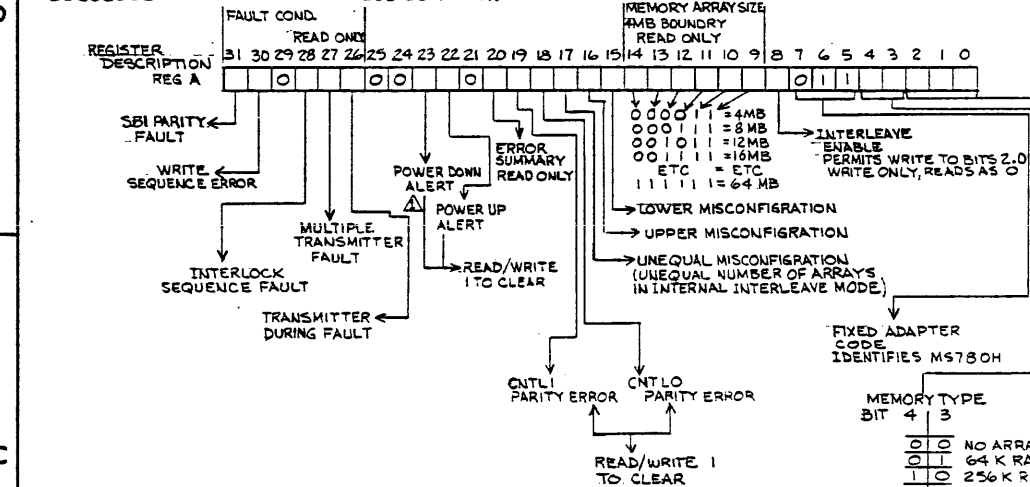 D
FAULT COND.
READ ONLY
MEMORY ARRAY SIZE
4MB BOUNDRY
READ ONLY
REGISTER
DESCRIPTION
REG A
31 30 29 28 27 26 25 24 23 22 21 20 19 18 17 16 15 14 13 12 11 10 9 8 7 6 5 4 3 2 1 0
0 0 0 0 0 1 1
SBI PARITY
FAULT
WRITE
SEQUENCE ERROR
INTERLOCK
SEQUENCE FAULT
MULTIPLE
TRANSMITTER
FAULT
TRANSMITTER
DURING FAULT
POWER DOWN
ALERT
1
POWER UP
ALERT
READ/WRITE
1 TO CLEAR
ERROR
SUMMARY
READ ONLY
0 0 0 0 1 1 = 4MB
0 0 0 1 1 1 = 8 MB
0 0 1 0 1 1 = 12MB
0 0 1 1 1 1 = 16MB
ETC = ETC
1 1 1 1 1 1 = 64 MB
INTERLEAVE
ENABLE
PERMITS WRITE TO BITS 2.0
WRITE ONLY, READS AS 0
LOWER MISCONFIGRATION
UPPER MISCONFIGRATION
UNEQUAL MISCONFIGRATION
(UNEQUAL NUMBER OF ARRAYS
IN INTERNAL INTERLEAVE MODE)
FIXED ADAPTER
CODE
IDENTIFIES MS780H
CNTL1
PARITY ERROR
CNTL0
PARITY ERROR
READ/WRITE 1
TO CLEAR
MEMORY TYPE
BIT 4 3
0 0 NO ARRA
0 1 64 K RA
1 0 256 K R
C